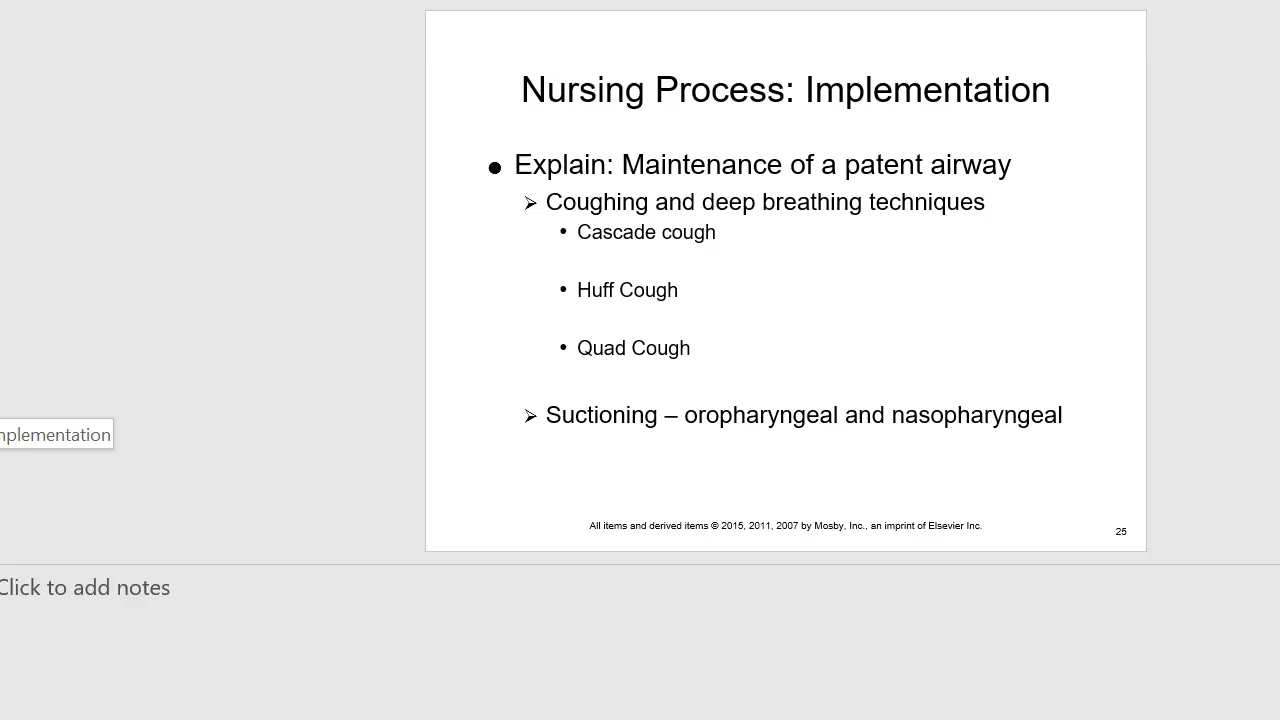 Nursing Process: Implementation
● Explain: Maintenance of a patent airway
➢ Coughing and deep breathing techniques
• Cascade cough
• Huff Cough
• Quad Cough
➢ Suctioning – oropharyngeal and nasopharyngeal
All items and derived items © 2015, 2011, 2007 by Mosby, Inc., an imprint of Elsevier Inc.
25
mplementation
Click to add notes